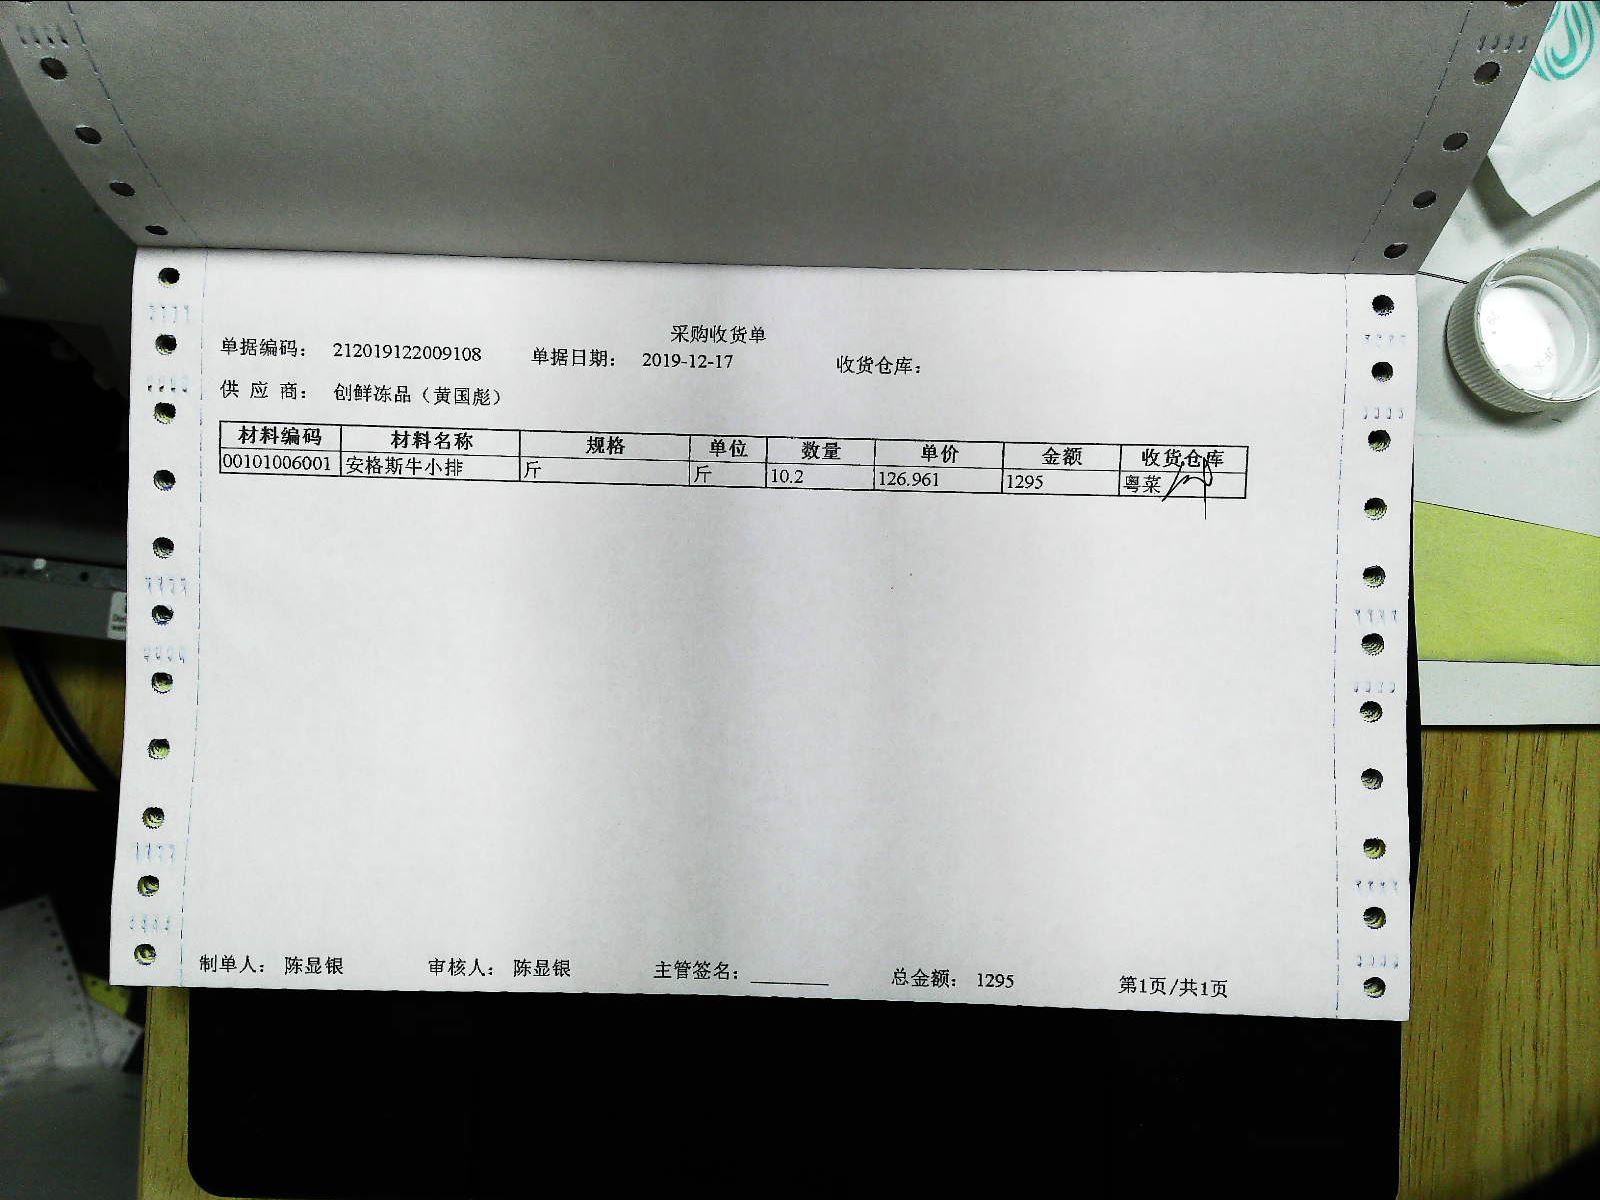 采购收货单
单据编码： 212019122009108 单据日期： 2019-12-17 收货仓库：
供 应 商： 创鲜冻品（黄国彪）
材料编码 材料名称 规格 单位 数量 单价 金额 收货仓库
00101006001 安格斯牛小排 斤 斤 10.2 126.961 1295 粤菜
制单人： 陈显银 审核人： 陈显银 主管签名：________ 总金额： 1295 第1页/共1页